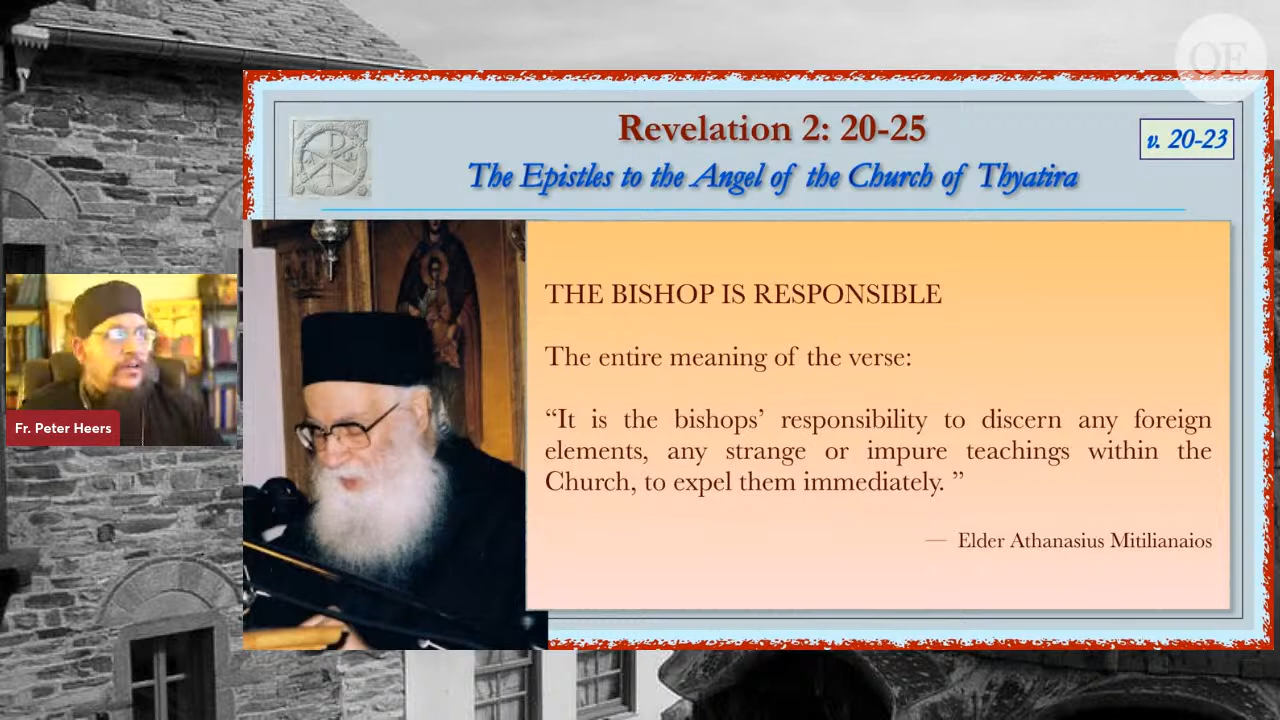 OE
Revelation 2: 20-25
v. 20-23
The Epistles to the Angel of the Church of Thyatira
THE BISHOP IS RESPONSIBLE
The entire meaning of the verse:
“It is the bishops’ responsibility to discern any foreign
elements, any strange or impure teachings within the
Church, to expel them immediately. ”
— Elder Athanasius Mitilianaios
Fr. Peter Heers